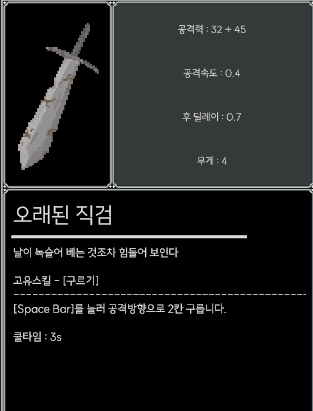 공격력 : 32 + 45
공격속도 : 0.4
후 딜레이 : 0.7
무게 : 4
오래된 직검
날이 녹슬어 베는 것조차 힘들어 보인다
고유스킬 - [구르기]
[Space Bar]를 눌러 공격방향으로 2칸 구릅니다.
쿨타임 : 3s